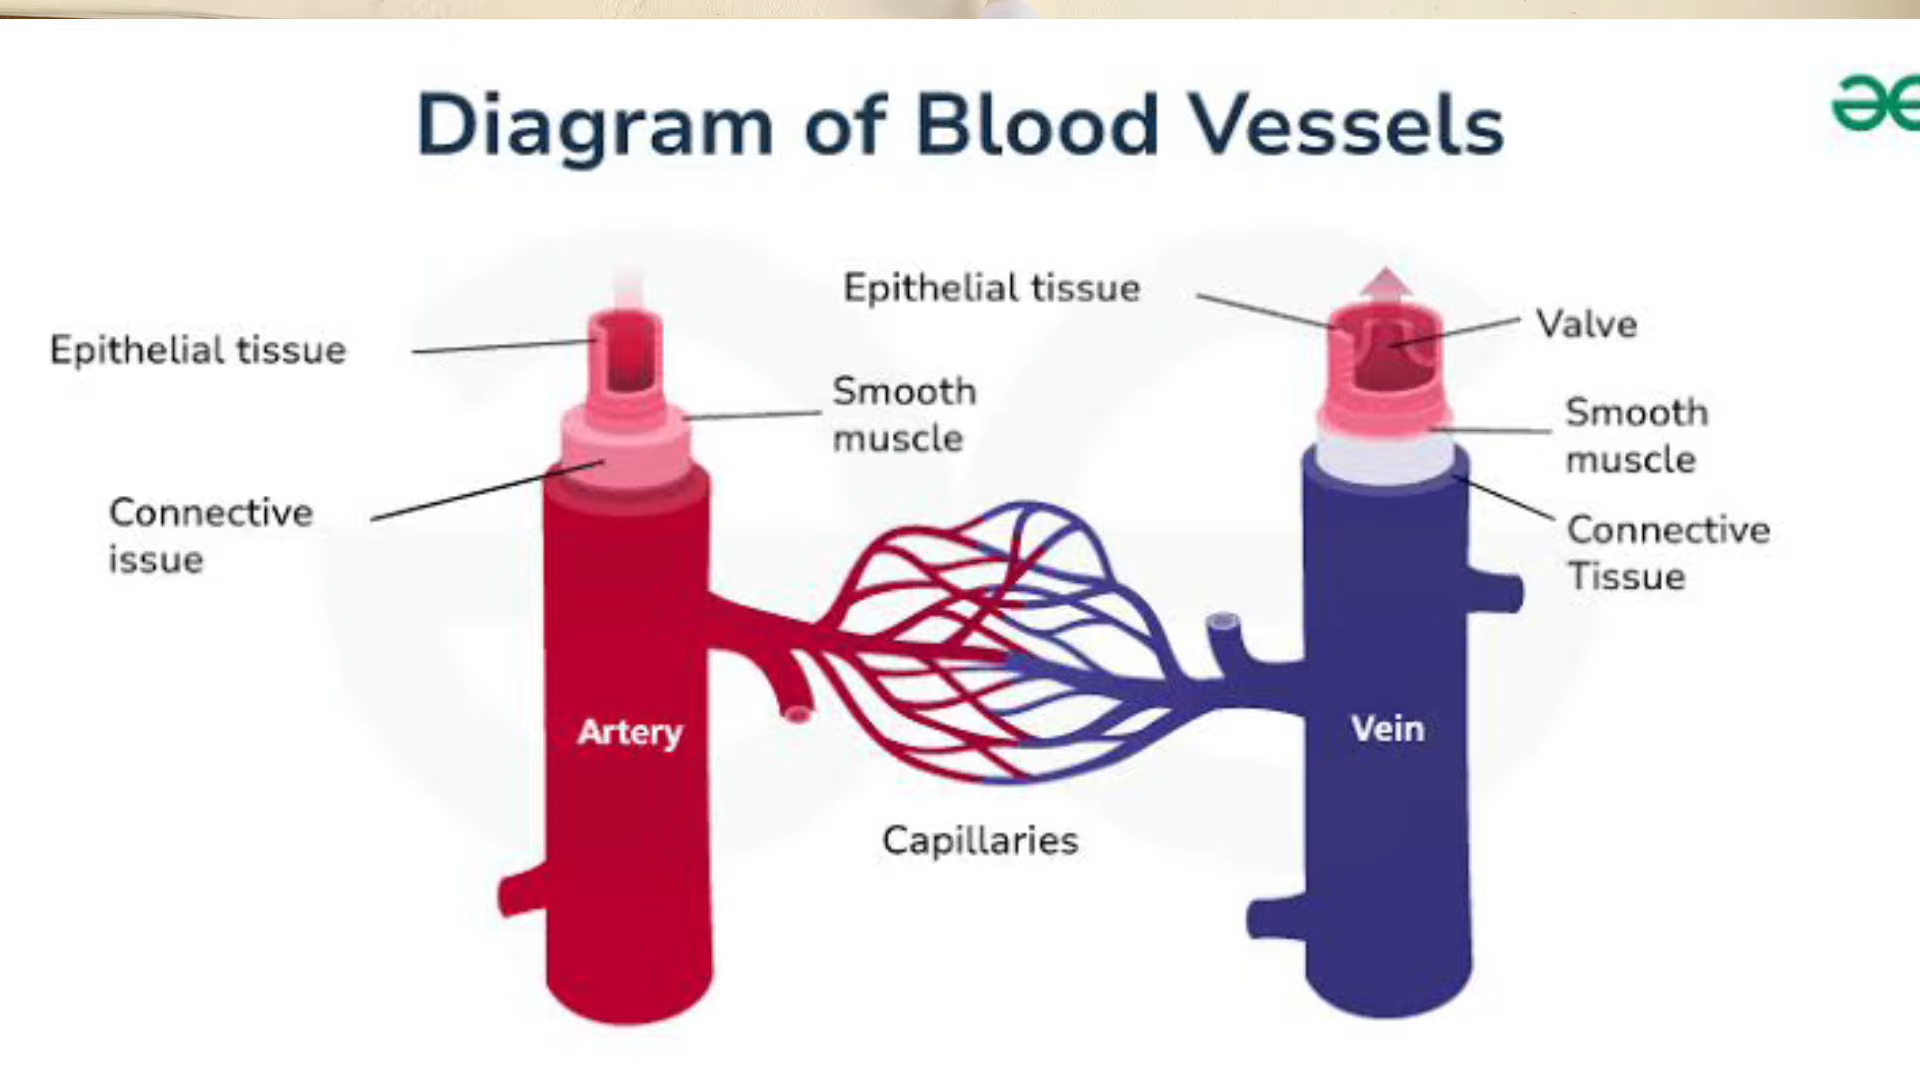 Diagram of Blood Vessels
Epithelial tissue
Epithelial tissue
Valve
Smooth
muscle
Smooth
muscle
Connective
issue
Connective
Tissue
Artery
Vein
Capillaries